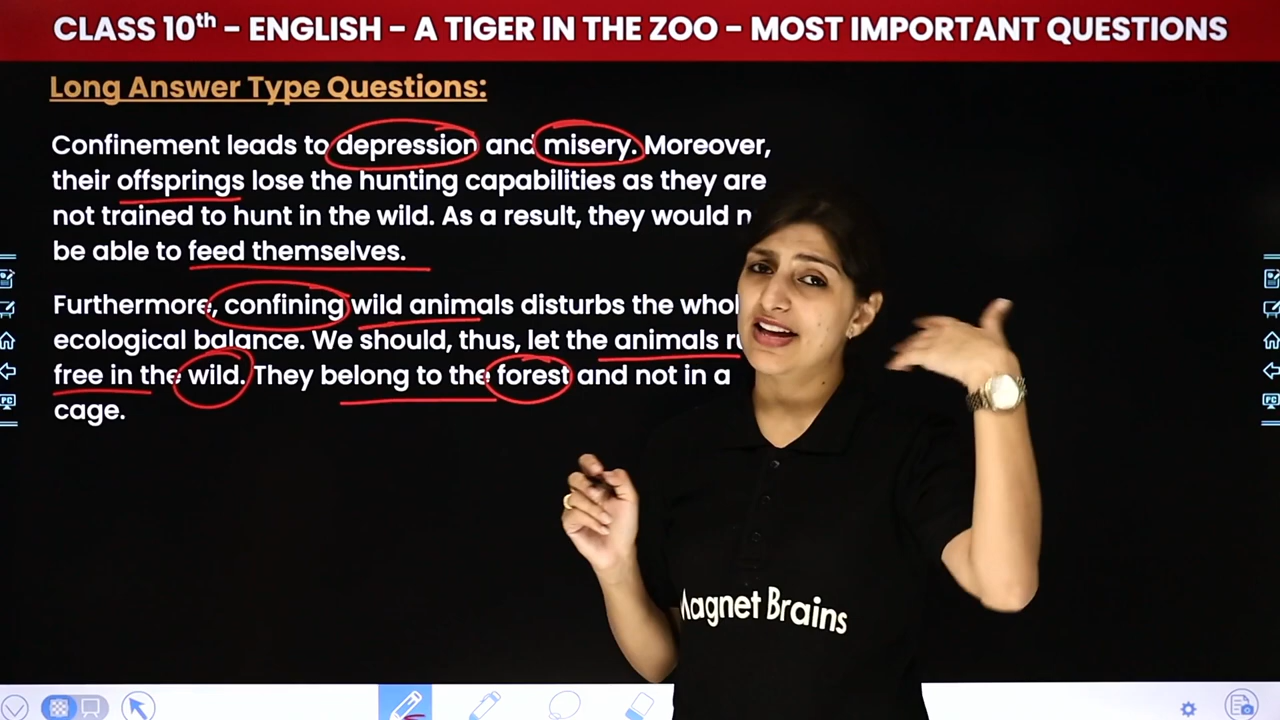 CLASS 10th - ENGLISH - A TIGER IN THE ZOO - MOST IMPORTANT QUESTIONS
Long Answer Type Questions:
Confinement leads to depression and misery. Moreover,
their offsprings lose the hunting capabilities as they are
not trained to hunt in the wild. As a result, they would
be able to feed themselves.
Furthermore, confining wild animals disturbs the
ecological balance. We should, thus, let the animals
free in the wild. They belong to the forest and not in a
cage.
Magnet Brains
PC
PC